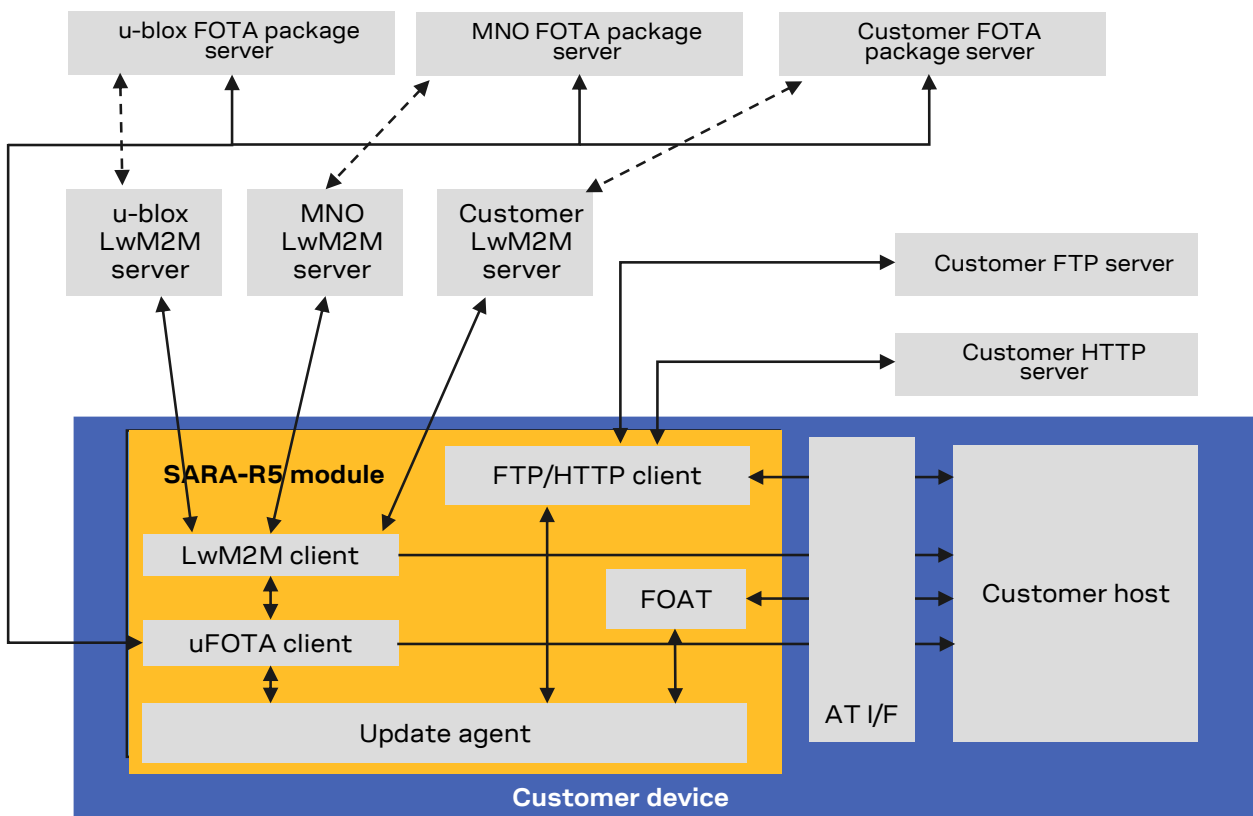 u-blox FOTA package
server
MNO FOTA package
server
Customer FOTA
package server
u-blox
LwM2M
server
MNO
LwM2M
server
Customer
LwM2M
server
Customer FTP server
Customer HTTP
server
SARA-R5 module
FTP/HTTP client
LwM2M client
FOAT
Customer host
uFOTA client
AT I/F
Update agent
Customer device